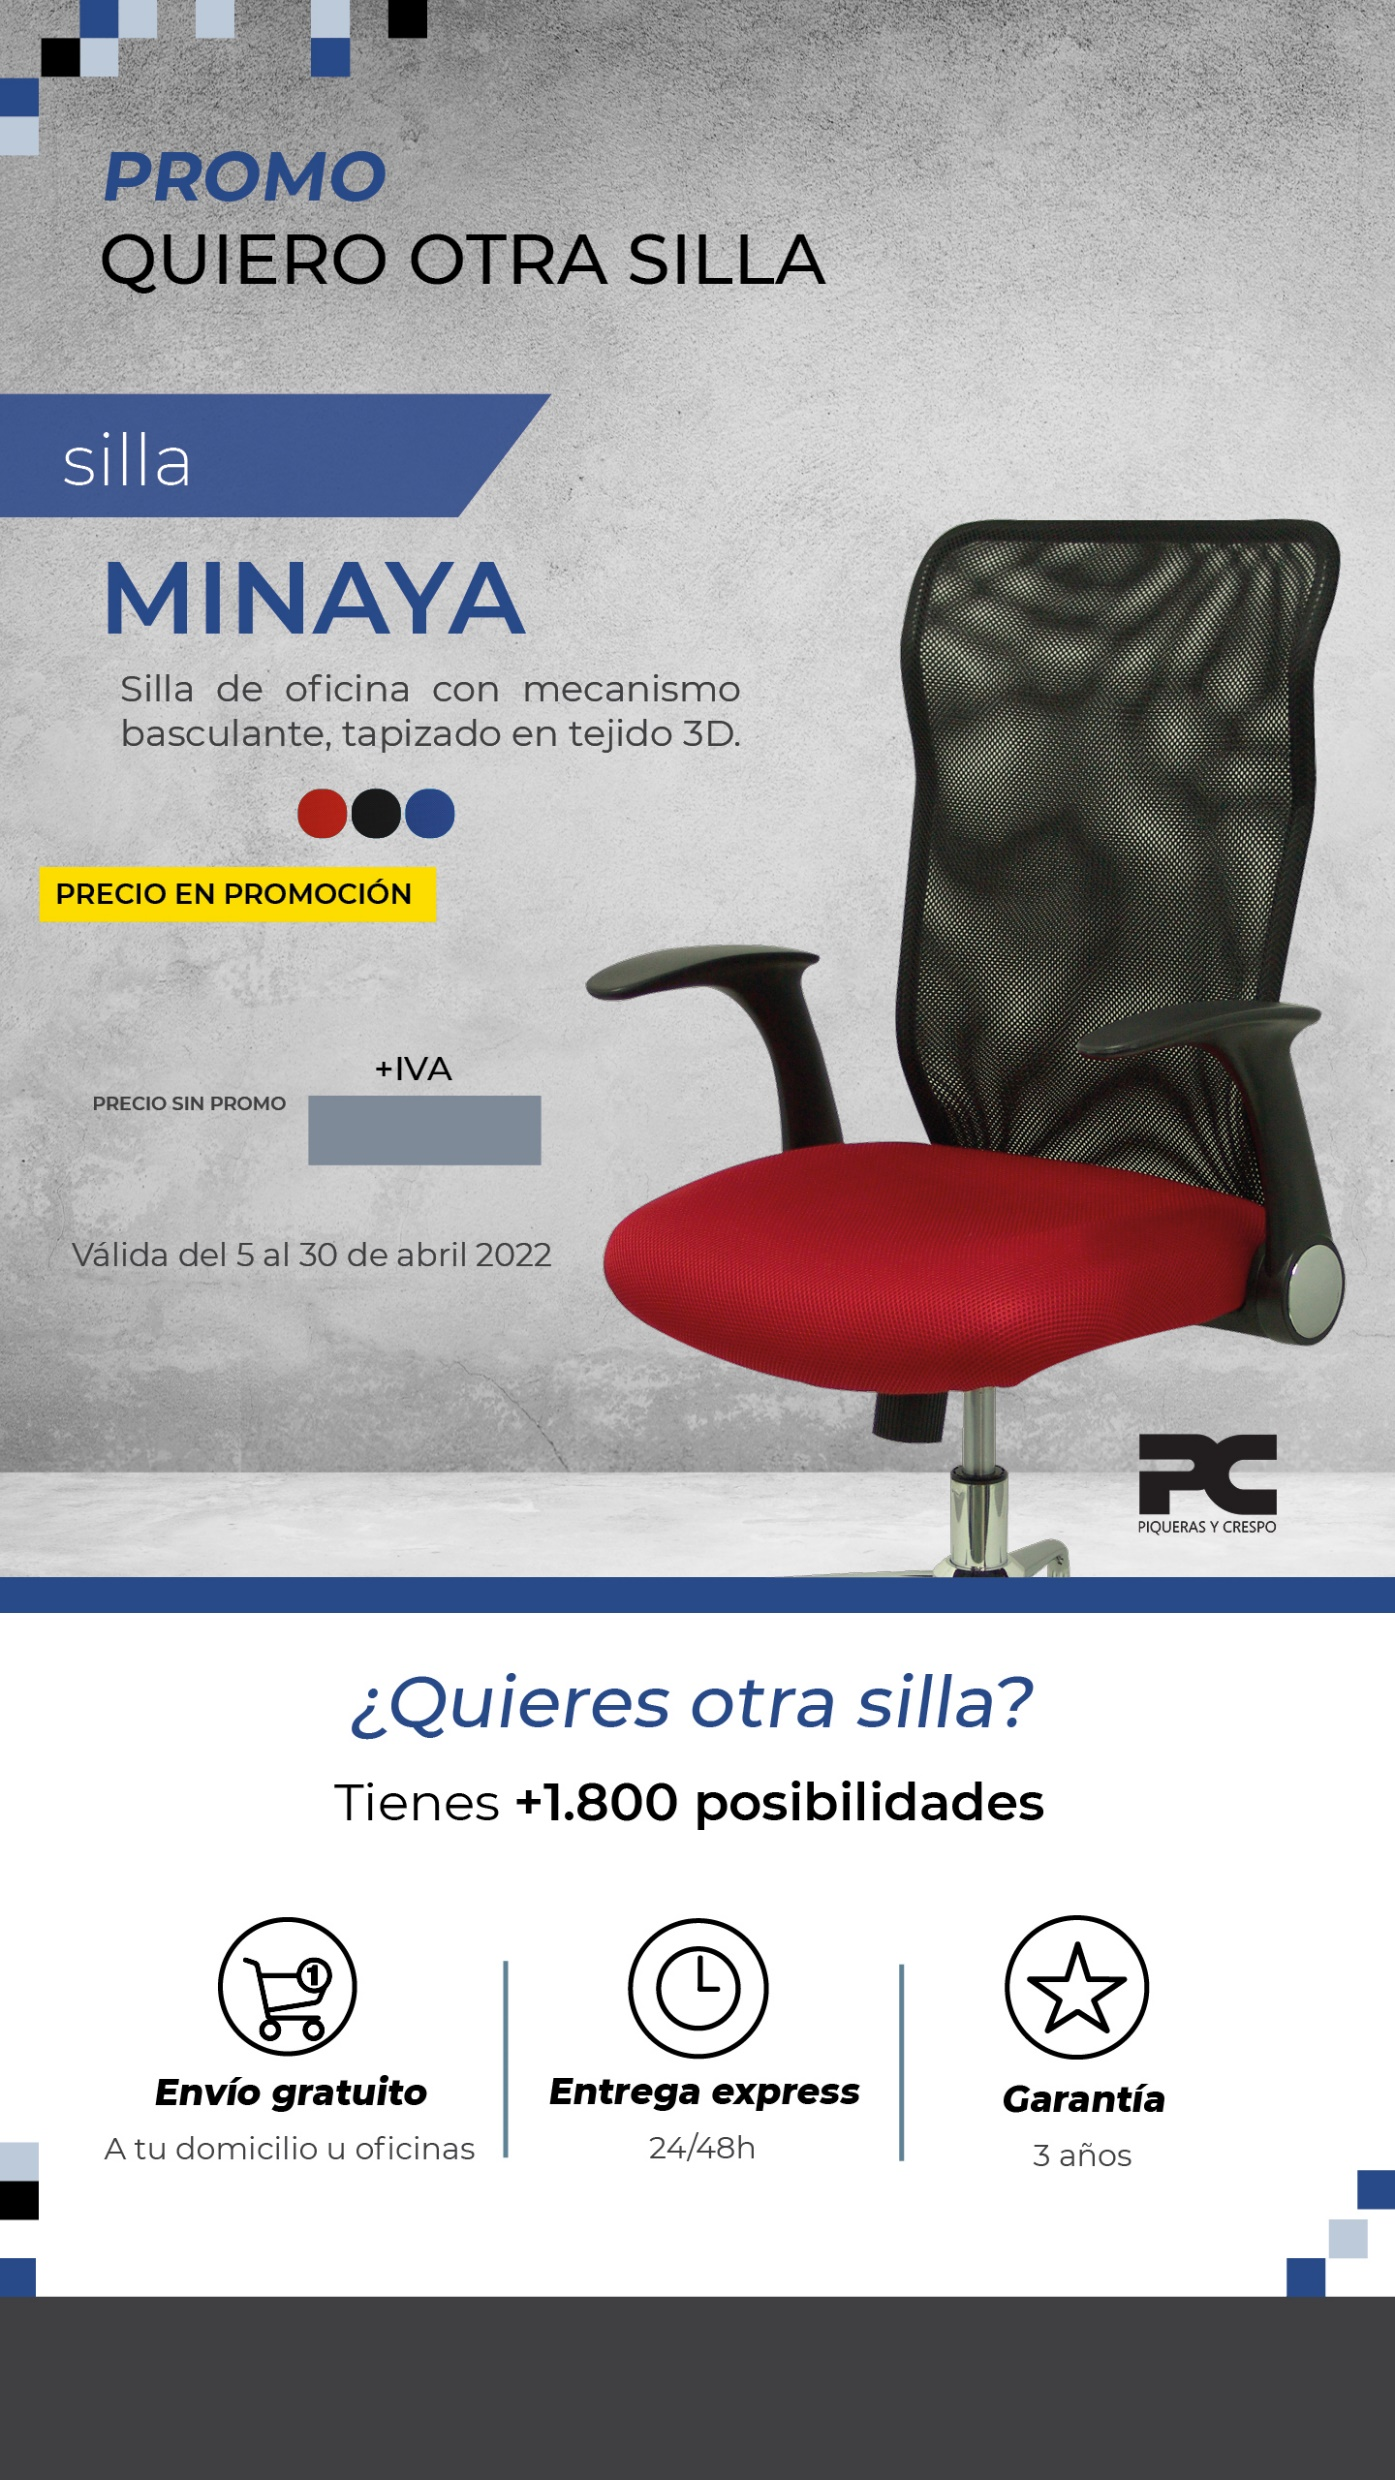 PROMO
QUIERO OTRA SILLA
silla
MINAYA
Silla de oficina con mecanismo
basculante, tapizado en tejido 3D.
PRECIO EN PROMOCIÓN
+IVA
PRECIO SIN PROMO
Válida del 5 al 30 de abril 2022
PC
PIQUERAS Y CRESPO
¿Quieres otra silla?
Tienes +1.800 posibilidades
1
Envío gratuito
A tu domicilio u oficinas
Entrega express
24/48h
Garantía
3 años